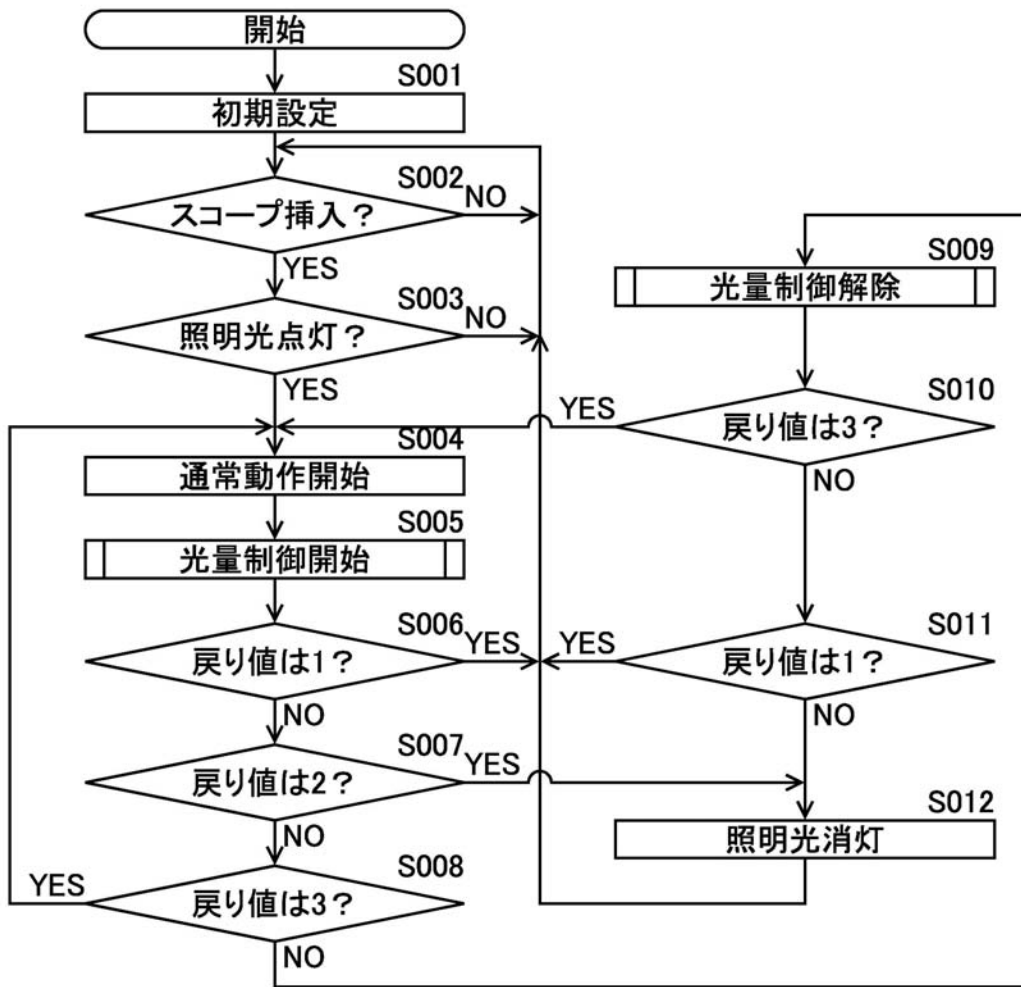 開始
S001
初期設定
S002
スコープ挿入？
NO
YES
S003
照明光点灯？
NO
YES
S004
通常動作開始
S005
光量制御開始
S006
戻り値は1？
YES
NO
S007
戻り値は2？
YES
NO
S008
戻り値は3？
YES
NO
S009
光量制御解除
S010
戻り値は3？
YES
NO
S011
戻り値は1？
YES
NO
S012
照明光消灯